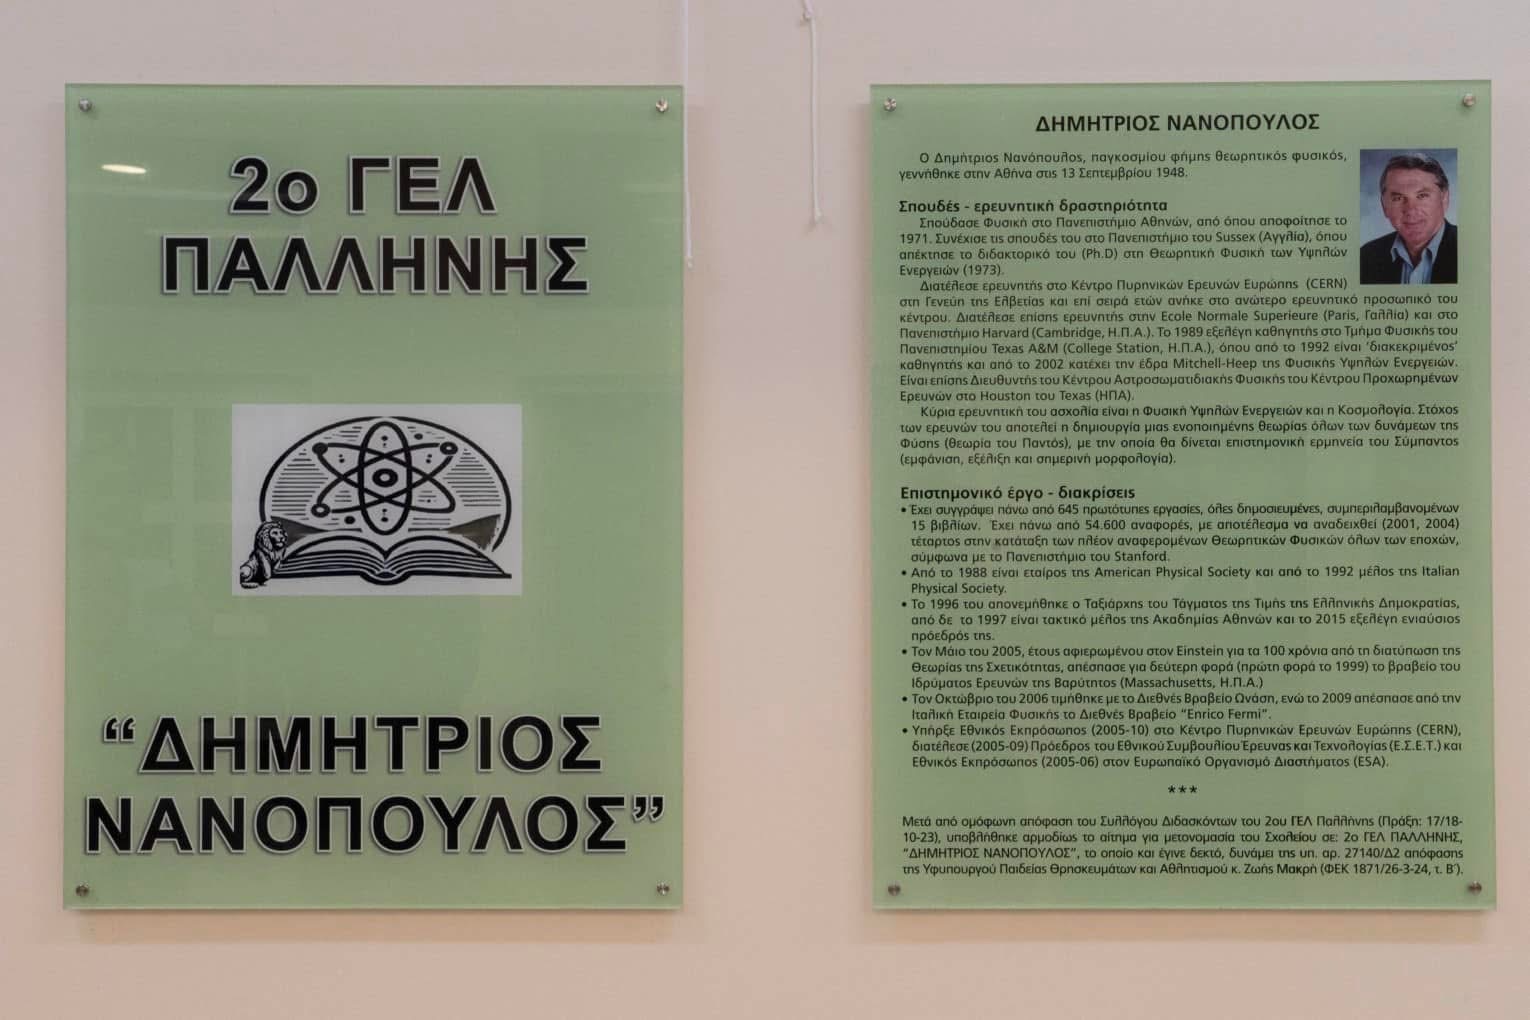 2ο ΓΕΛ
ΠΑΛΛΗΝΗΣ
“ΔΗΜΗΤΡΙΟΣ
ΝΑΝΟΠΟΥΛΟΣ”
ΔΗΜΗΤΡΙΟΣ ΝΑΝΟΠΟΥΛΟΣ
Ο Δημήτριος Νανόπουλος, παγκοσμίου φήμης θεωρητικός φυσικός,
γεννήθηκε στην Αθήνα στις 13 Σεπτεμβρίου 1948.
Σπουδές - ερευνητική δραστηριότητα
Σπούδασε Φυσική στο Πανεπιστήμιο Αθηνών, από όπου αποφοίτησε το
1971. Συνέχισε τις σπουδές του στο Πανεπιστήμιο του Sussex (Αγγλία), όπου
απέκτησε το διδακτορικό του (Ph.D) στη Θεωρητική Φυσική των Υψηλών
Ενεργειών (1973).
Διατέλεσε ερευνητής στο Κέντρο Πυρηνικών Ερευνών Ευρώπης (CERN)
στη Γενεύη της Ελβετίας και επί σειρά ετών ανήκε στο ανώτερο ερευνητικό προσωπικό του
κέντρου. Διατέλεσε επίσης ερευνητής στην Ecole Normale Superieure (Paris, Γαλλία) και στο
Πανεπιστήμιο Harvard (Cambridge, Η.Π.Α.). Το 1989 εξελέγη καθηγητής στο Τμήμα Φυσικής του
Πανεπιστημίου Texas A&M (College Station, Η.Π.Α.), όπου από το 1992 είναι ‘διακεκριμένος’
καθηγητής και από το 2002 κατέχει την έδρα Mitchell-Heep της Φυσικής Υψηλών Ενεργειών.
Είναι επίσης Διευθυντής του Κέντρου Αστροσωματιδιακής Φυσικής του Κέντρου Προχωρημένων
Ερευνών στο Houston του Texas (ΗΠΑ).
Κύρια ερευνητική του ασχολία είναι η Φυσική Υψηλών Ενεργειών και η Κοσμολογία. Στόχος
των ερευνών του αποτελεί η δημιουργία μιας ενοποιημένης θεωρίας όλων των δυνάμεων της
Φύσης (θεωρία του Παντός), με την οποία θα δίνεται επιστημονική ερμηνεία του Σύμπαντος
(εμφάνιση, εξέλιξη και σημερινή μορφολογία).
Επιστημονικό έργο - διακρίσεις
• Έχει συγγράψει πάνω από 645 πρωτότυπες εργασίες, όλες δημοσιευμένες, συμπεριλαμβανομένων
15 βιβλίων. Έχει πάνω από 54.600 αναφορές, με αποτέλεσμα να αναδειχθεί (2001, 2004)
τέταρτος στην κατάταξη των πλέον αναφερομένων Θεωρητικών Φυσικών όλων των εποχών,
σύμφωνα με το Πανεπιστήμιο του Stanford.
• Από το 1988 είναι εταίρος της American Physical Society και από το 1992 μέλος της Italian
Physical Society.
• Το 1996 του απονεμήθηκε ο Ταξιάρχης του Τάγματος της Τιμής της Ελληνικής Δημοκρατίας,
από δε το 1997 είναι τακτικό μέλος της Ακαδημίας Αθηνών και το 2015 εξελέγη ενιαύσιος
πρόεδρός της.
• Τον Μάιο του 2005, έτους αφιερωμένου στον Einstein για τα 100 χρόνια από τη διατύπωση της
Θεωρίας της Σχετικότητας, απέσπασε για δεύτερη φορά (πρώτη φορά το 1999) το βραβείο του
Ιδρύματος Ερευνών της Βαρύτητος (Massachusetts, Η.Π.Α.)
• Τον Οκτώβριο του 2006 τιμήθηκε με το Διεθνές Βραβείο Ωνάση, ενώ το 2009 απέσπασε από την
Ιταλική Εταιρεία Φυσικής το Διεθνές Βραβείο “Enrico Fermi”.
• Υπήρξε Εθνικός Εκπρόσωπος (2005-10) στο Κέντρο Πυρηνικών Ερευνών Ευρώπης (CERN),
διατέλεσε (2005-09) Πρόεδρος του Εθνικού Συμβουλίου Έρευνας και Τεχνολογίας (Ε.Σ.Ε.Τ.) και
Εθνικός Εκπρόσωπος (2005-06) στον Ευρωπαϊκό Οργανισμό Διαστήματος (ESA).
***
Μετά από ομόφωνη απόφαση του Συλλόγου Διδασκόντων του 2ου ΓΕΛ Παλλήνης (Πράξη: 17/18-
10-23), υποβλήθηκε αρμοδίως το αίτημα για μετονομασία του Σχολείου σε: 2ο ΓΕΛ ΠΑΛΛΗΝΗΣ,
“ΔΗΜΗΤΡΙΟΣ ΝΑΝΟΠΟΥΛΟΣ”, το οποίο και έγινε δεκτό, δυνάμει της υπ. αρ. 27140/Δ2 απόφασης
της Υφυπουργού Παιδείας Θρησκευμάτων και Αθλητισμού κ. Ζωής Μακρή (ΦΕΚ 1871/26-3-24, τ. Β΄).